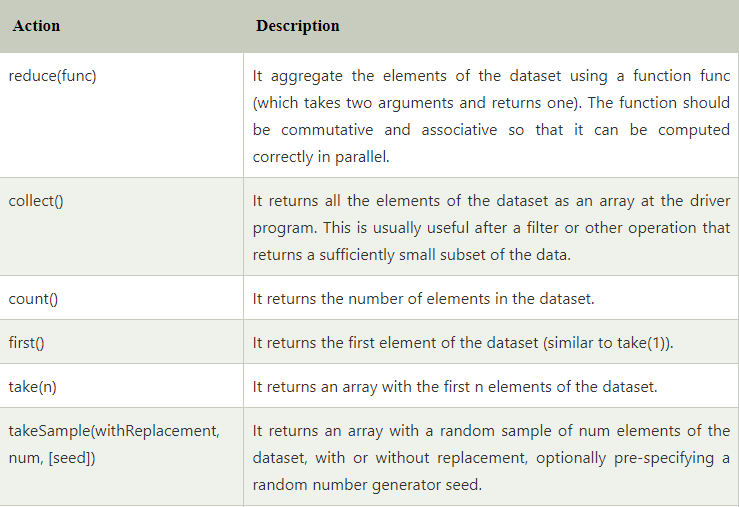 Action Description
reduce(func) It aggregate the elements of the dataset using a function func
(which takes two arguments and returns one). The function should
be commutative and associative so that it can be computed
correctly in parallel.
collect() It returns all the elements of the dataset as an array at the driver
program. This is usually useful after a filter or other operation that
returns a sufficiently small subset of the data.
count() It returns the number of elements in the dataset.
first() It returns the first element of the dataset (similar to take(1)).
take(n) It returns an array with the first n elements of the dataset.
takeSample(withReplacement, It returns an array with a random sample of num elements of the
num, [seed]) dataset, with or without replacement, optionally pre-specifying a
random number generator seed.